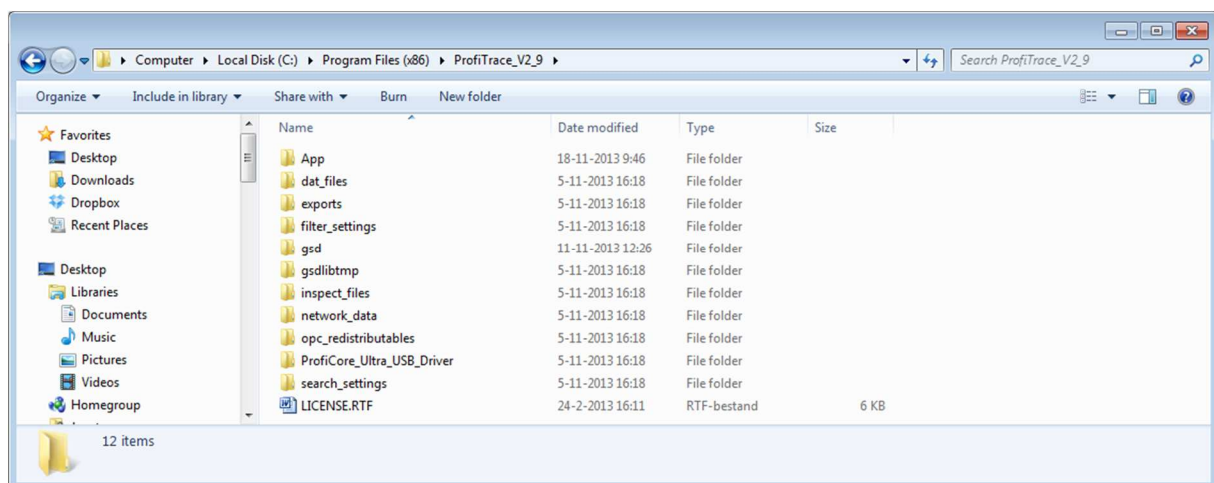 Computer Local Disk (C:) Program Files (x86) ProfiTrace_V2_9 Search ProfiTrace_V2_9
Organize Include in library Share with Burn New folder
Favorites
Desktop
Downloads
Dropbox
Recent Places
Desktop
Libraries
Documents
Music
Pictures
Videos
Homegroup
Name Date modified Type Size
App 18-11-2013 9:46 File folder
dat_files 5-11-2013 16:18 File folder
exports 5-11-2013 16:18 File folder
filter_settings 5-11-2013 16:18 File folder
gsd 11-11-2013 12:26 File folder
gsdlibtmp 5-11-2013 16:18 File folder
inspect_files 5-11-2013 16:18 File folder
network_data 5-11-2013 16:18 File folder
opc_redistributables 5-11-2013 16:18 File folder
ProfiCore_Ultra_USB_Driver 5-11-2013 16:18 File folder
search_settings 5-11-2013 16:18 File folder
LICENSE.RTF 24-2-2013 16:11 RTF-bestand 6 KB
12 items